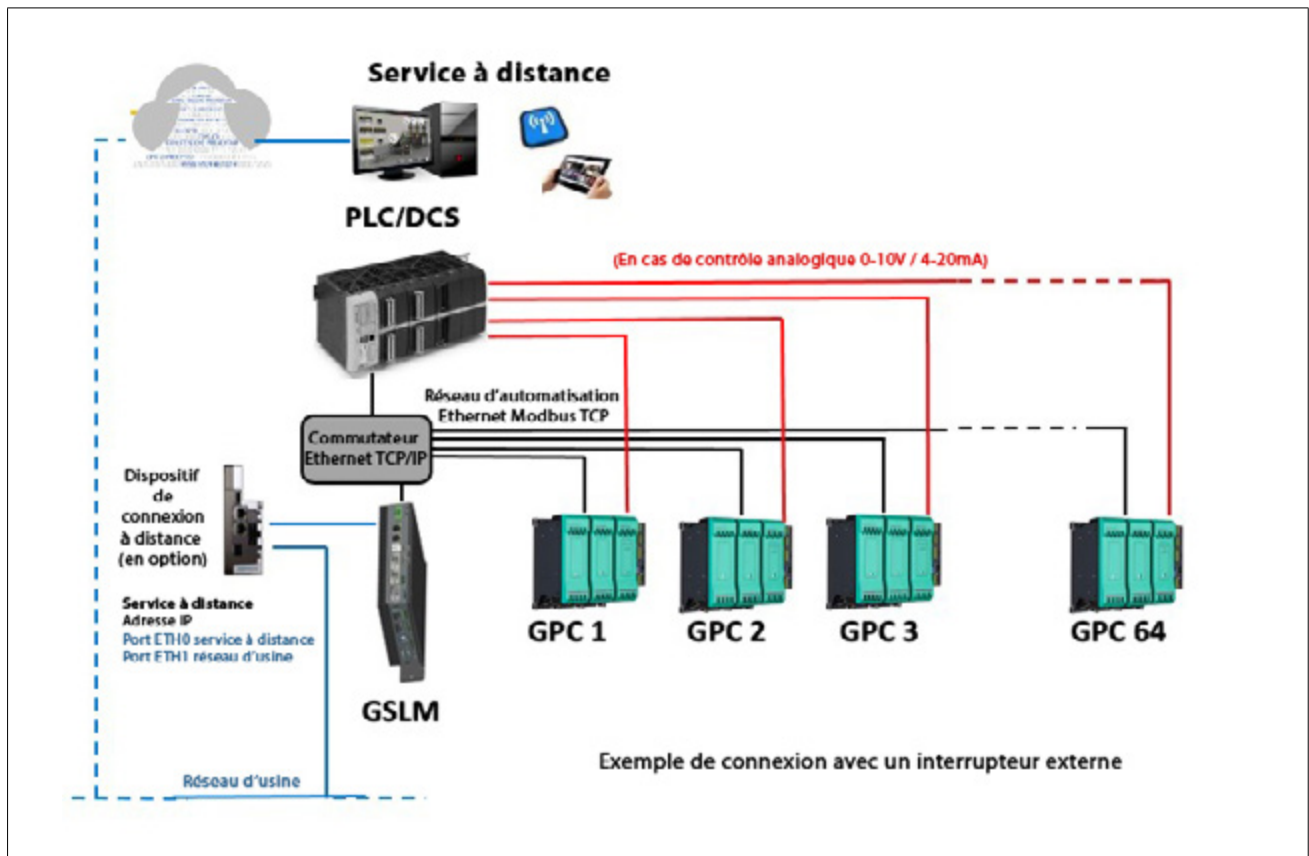 Service à distance
PLC/DCS
(En cas de contrôle analogique 0-10V / 4-20mA)
Réseau d'automatisation
Ethernet Modbus TCP
Commutateur
Ethernet TCP/IP
Dispositif
de
connexion
à distance
(en option)
Service à distance
Adresse IP
Port ETH0 service à distance
Port ETH1 réseau d'usine
GPC 1
GPC 2
GPC 3
GPC 64
GSLM
Exemple de connexion avec un interrupteur externe
Réseau d'usine